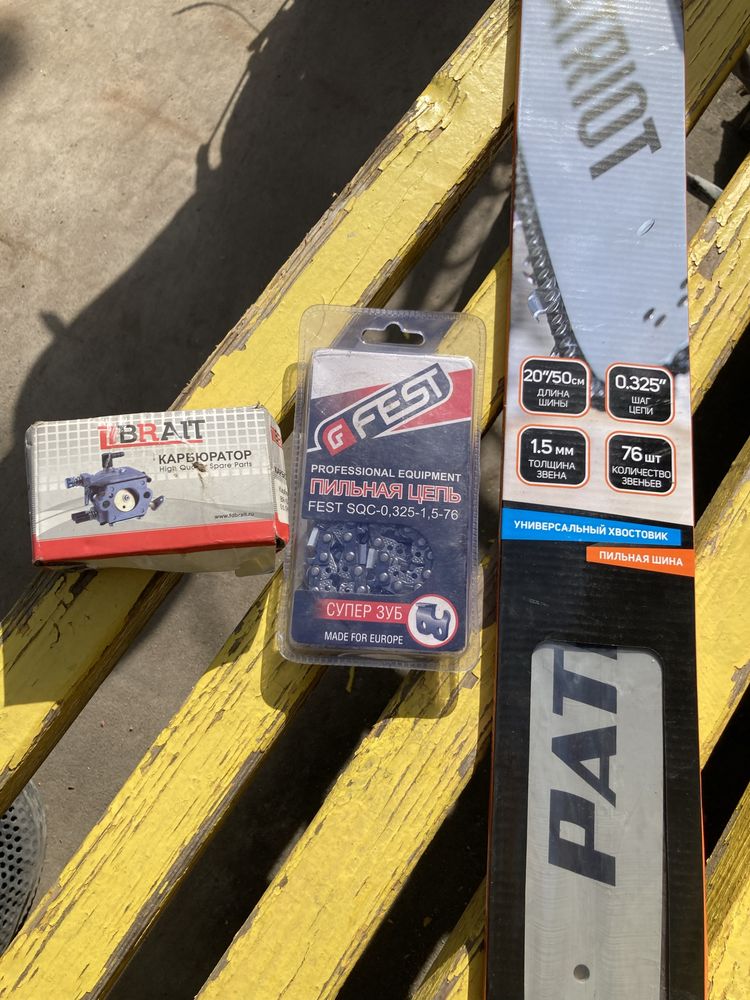 BRAIT
КАРБЮРАТОР
High Quality Spare Parts
www.tdbrait.ru
FEST
PROFESSIONAL EQUIPMENT
ПИЛЬНАЯ ЦЕПЬ
FEST SQC-0,325-1,5-76
СУПЕР ЗУБ
MADE FOR EUROPE
ATRIOT
20"/50см
ДЛИНА
ШИНЫ
0.325"
ШАГ
ЦЕПИ
1.5 мм
ТОЛЩИНА
ЗВЕНА
76 шт
КОЛИЧЕСТВО
ЗВЕНЬЕВ
УНИВЕРСАЛЬНЫЙ ХВОСТОВИК
ПИЛЬНАЯ ШИНА
PAT